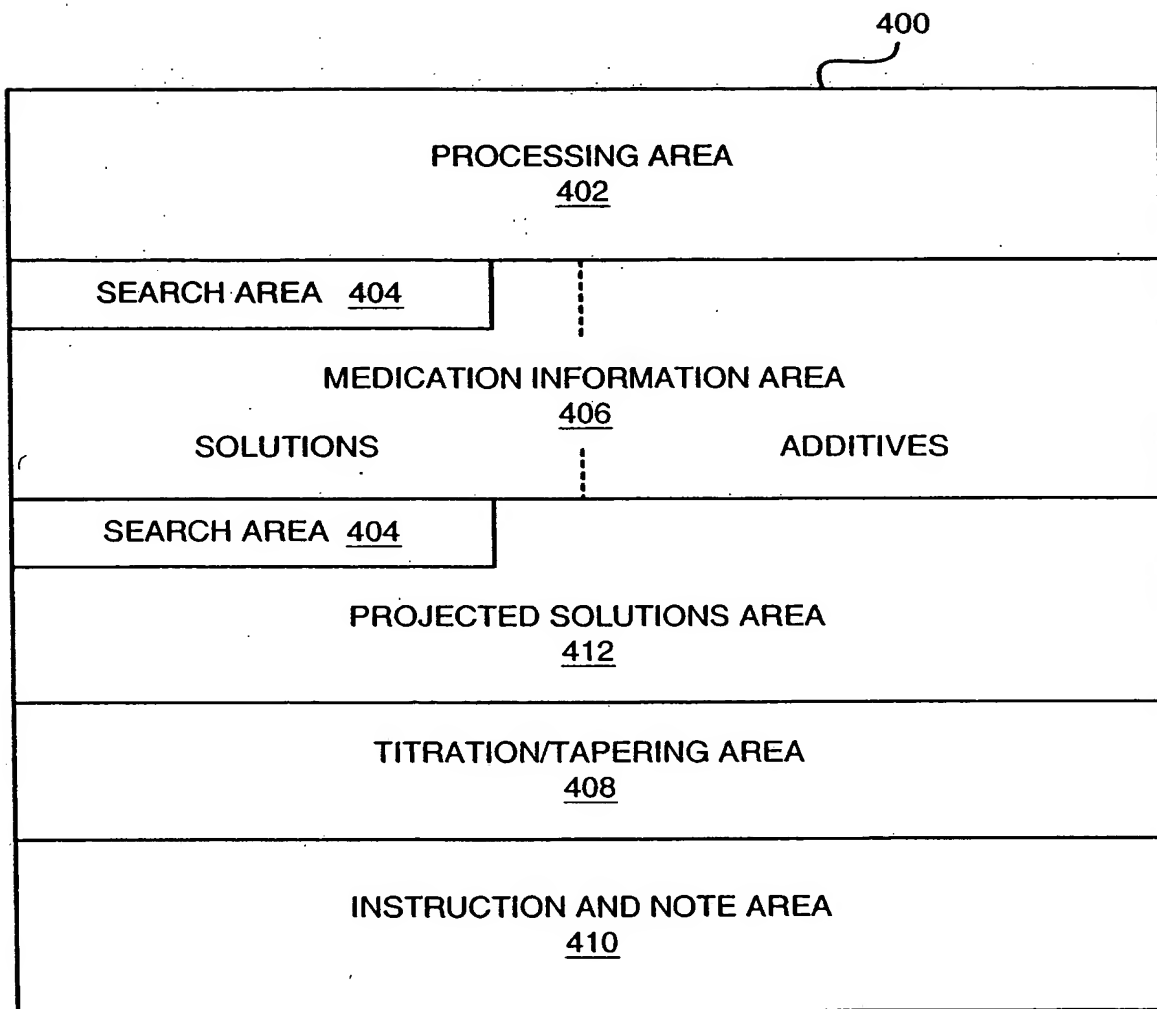 400
PROCESSING AREA
402
SEARCH AREA 404
MEDICATION INFORMATION AREA
406
SOLUTIONS ADDITIVES
SEARCH AREA 404
PROJECTED SOLUTIONS AREA
412
TITRATION/TAPERING AREA
408
INSTRUCTION AND NOTE AREA
410